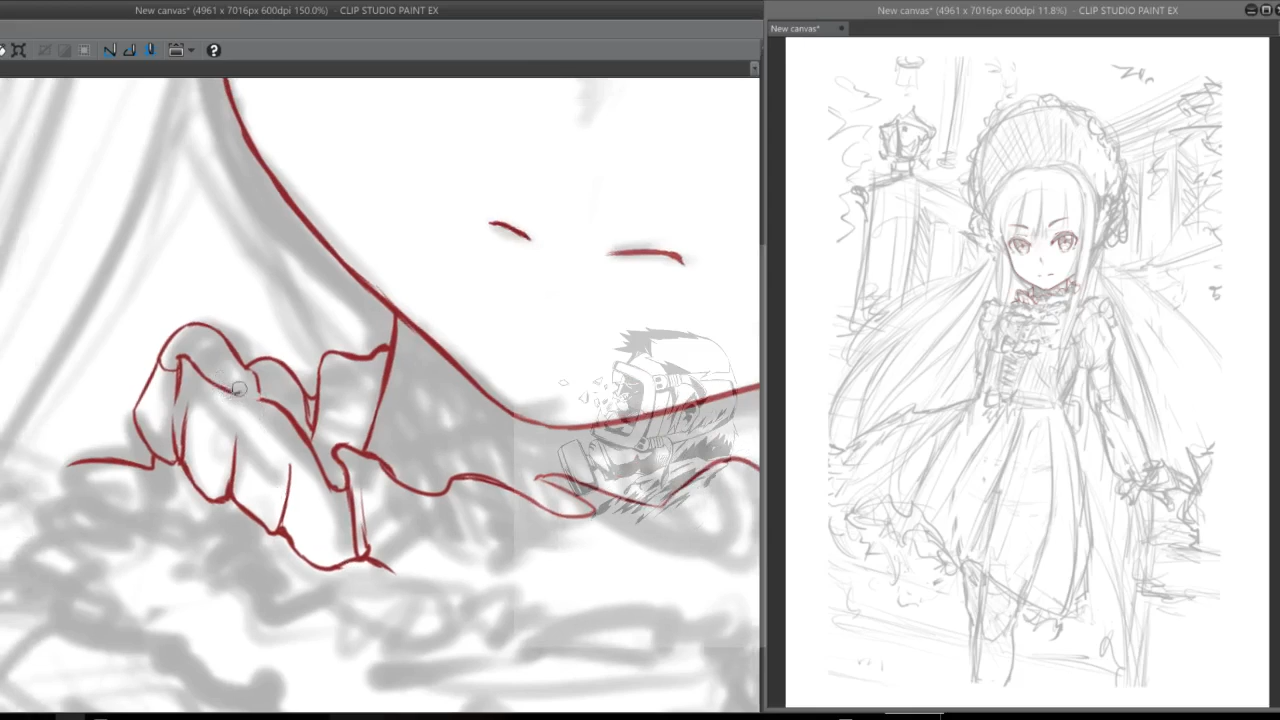 New canvas* (4961 x 7016px 600dpi 150.0%) - CLIP STUDIO PAINT EX
New canvas* (4961 x 7016px 600dpi 11.8%) - CLIP STUDIO PAINT EX
New canvas*